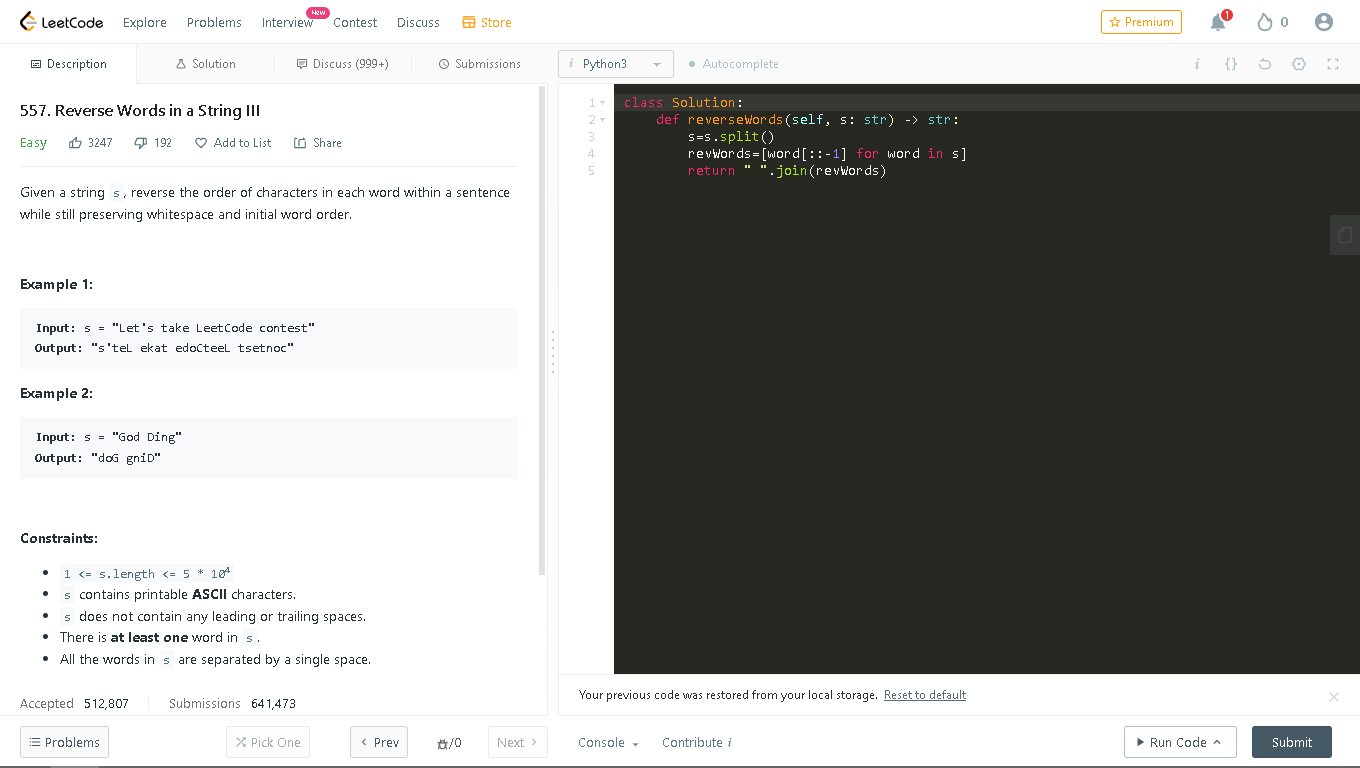 LeetCode Explore Problems Interview New Contest Discuss Store Premium 1 0
Description Solution Discuss (999+) Submissions i Python3 Autocomplete i {}
557. Reverse Words in a String III
Easy 3247 192 Add to List Share
Given a string s, reverse the order of characters in each word within a sentence
while still preserving whitespace and initial word order.
Example 1:
Input: s = "Let's take LeetCode contest"
Output: "s'teL ekat edoCteeL tsetnoc"
Example 2:
Input: s = "God Ding"
Output: "doG gniD"
Constraints:
1 <= s.length <= 5 * 10⁴
s contains printable ASCII characters.
s does not contain any leading or trailing spaces.
There is at least one word in s.
All the words in s are separated by a single space.
Accepted 512,807 Submissions 641,473
1 class Solution:
2 def reverseWords(self, s: str) -> str:
3 s=s.split()
4 revWords=[word[::-1] for word in s]
5 return " ".join(revWords)
Your previous code was restored from your local storage. Reset to default
Problems Pick One Prev /0 Next Console Contribute i Run Code Submit